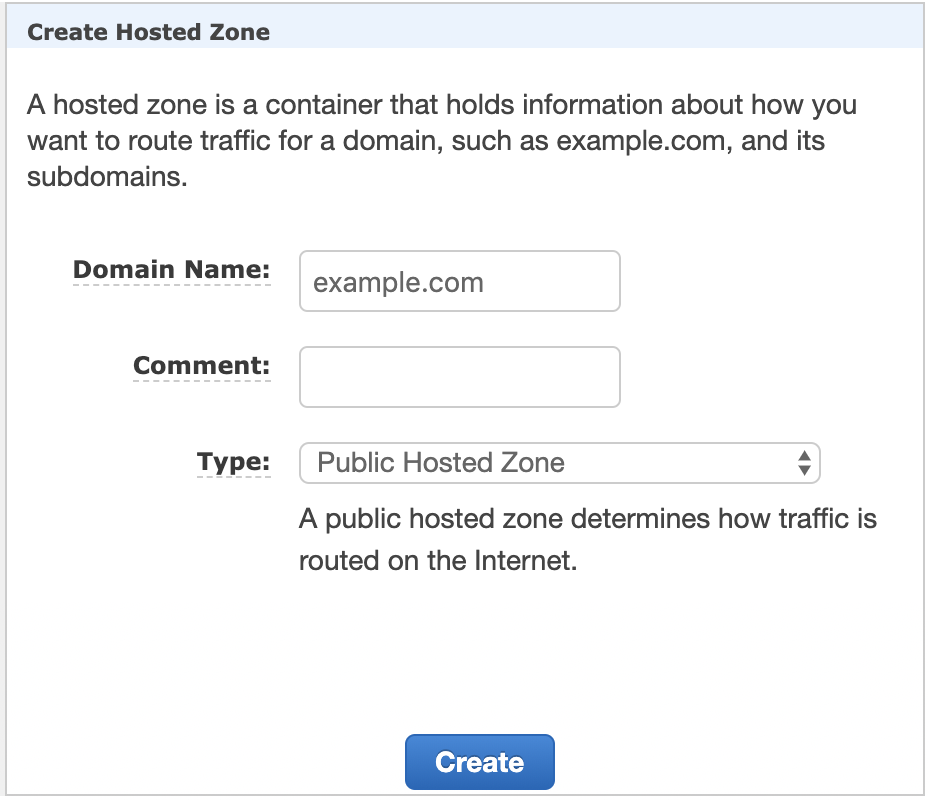 Create Hosted Zone
A hosted zone is a container that holds information about how you
want to route traffic for a domain, such as example.com, and its
subdomains.
Domain Name: example.com
Comment:
Type: Public Hosted Zone
A public hosted zone determines how traffic is
routed on the Internet.
Create